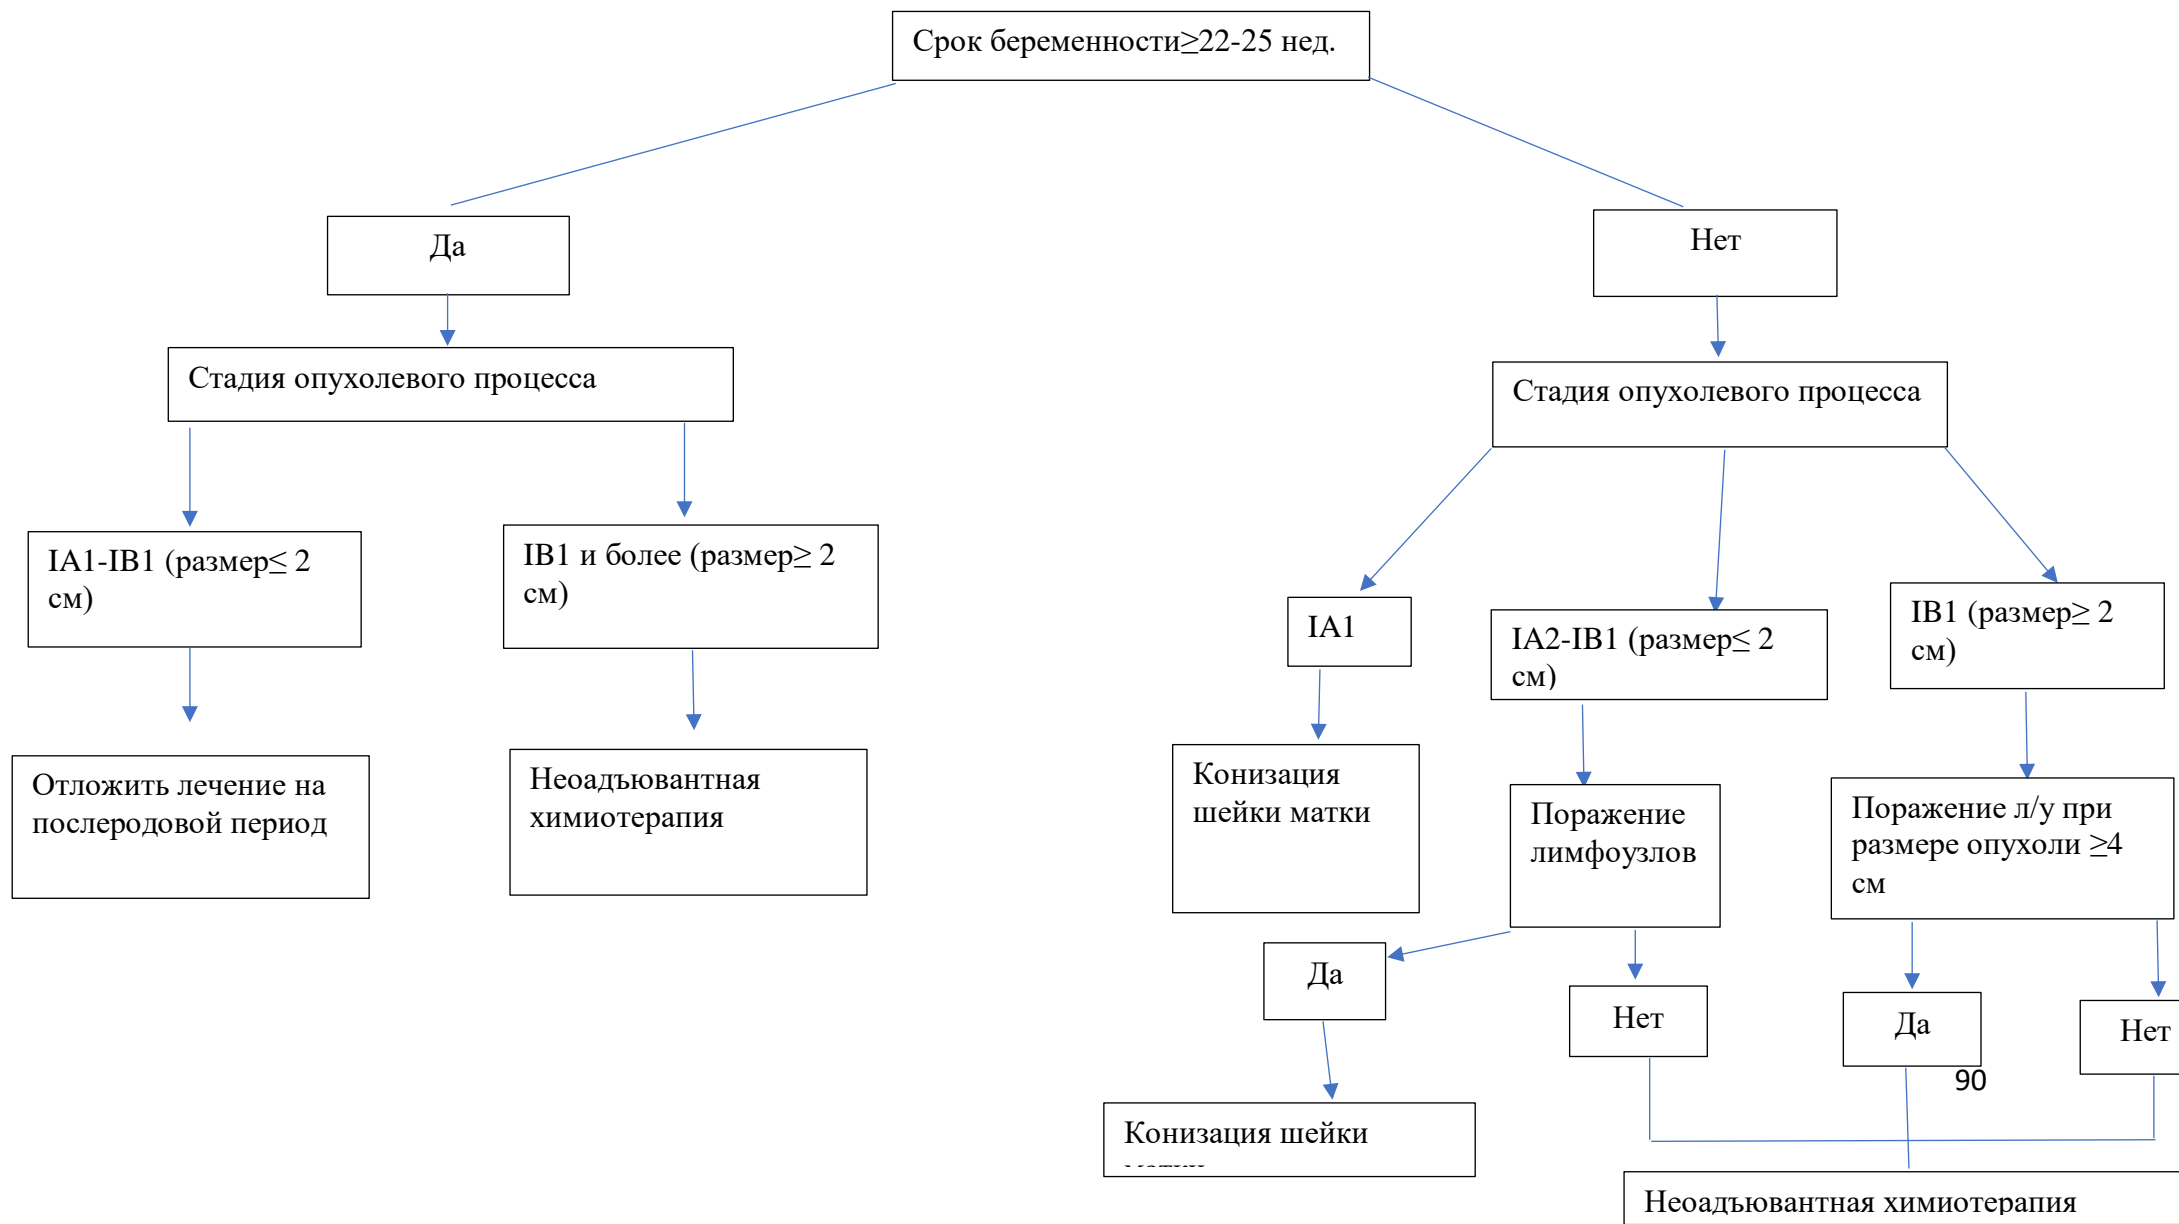 Срок беременности≥22-25 нед.
Да
Нет
Стадия опухолевого процесса
Стадия опухолевого процесса
IA1-IB1 (размер≤ 2
см)
IB1 и более (размер≥ 2
см)
IA1
IA2-IB1 (размер≤ 2
см)
IB1 (размер≥ 2
см)
Отложить лечение на
послеродовой период
Неоадъювантная
химиотерапия
Конизация
шейки матки
Поражение
лимфоузлов
Поражение л/у при
размере опухоли ≥4
см
Да
Нет
Да
Нет
90
Конизация шейки
Неоадъювантная химиотерапия